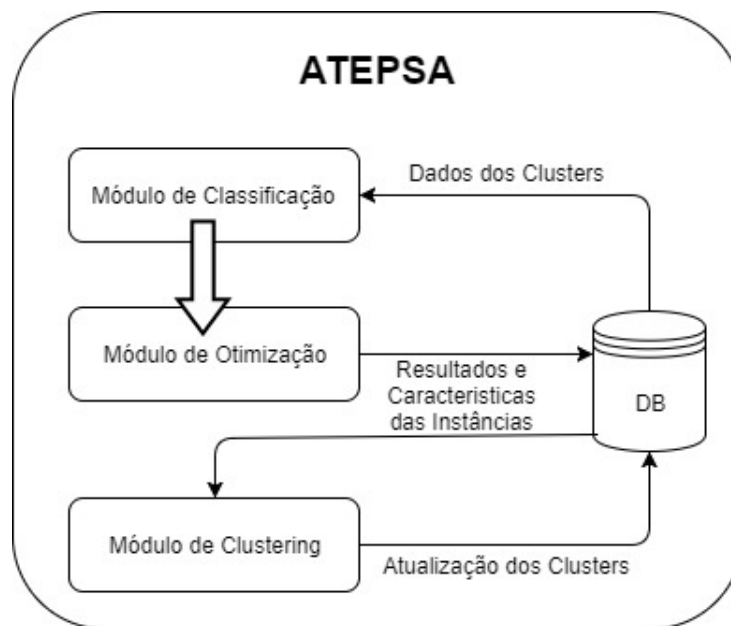 ATEPSA
Dados dos Clusters
Módulo de Classificação
Módulo de Otimização
Resultados e
Caracteristicas
das Instâncias
DB
Módulo de Clustering
Atualização dos Clusters